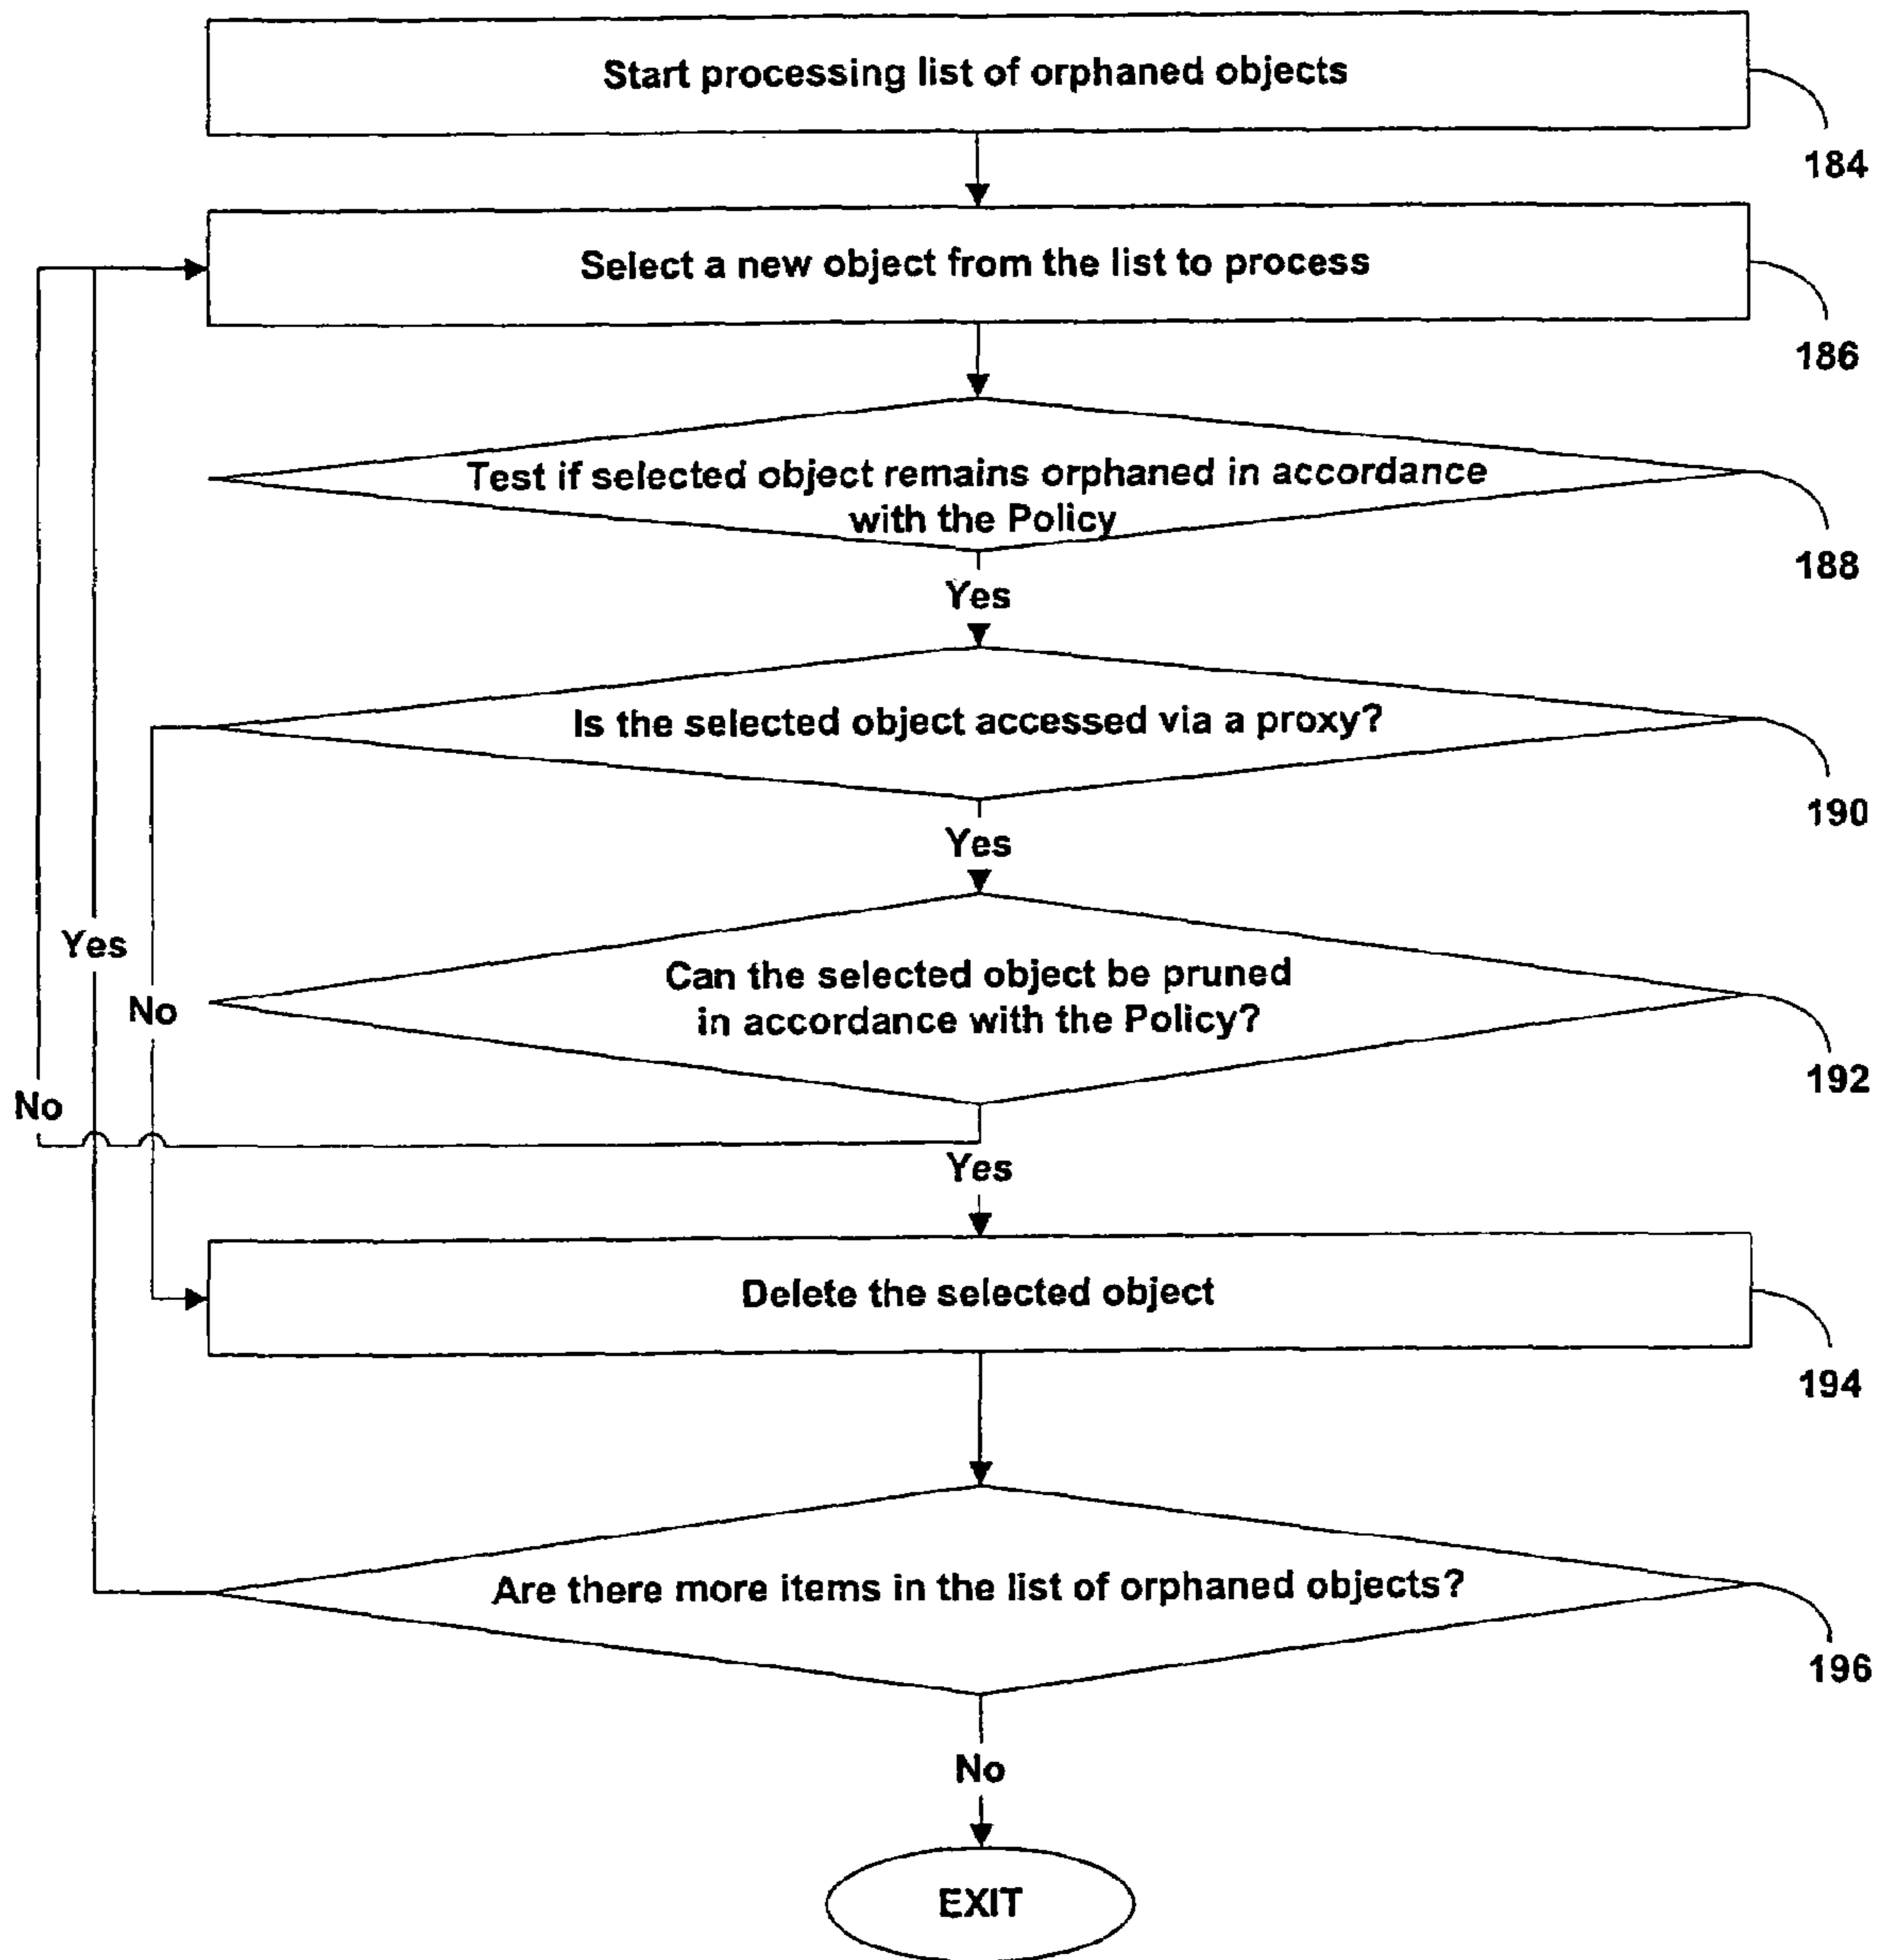 Start processing list of orphaned objects
184
Select a new object from the list to process
186
Test if selected object remains orphaned in accordance
with the Policy
188
Yes
Is the selected object accessed via a proxy?
190
Yes
Yes
No
Can the selected object be pruned
in accordance with the Policy?
192
No
Yes
Delete the selected object
194
Are there more items in the list of orphaned objects?
196
No
EXIT